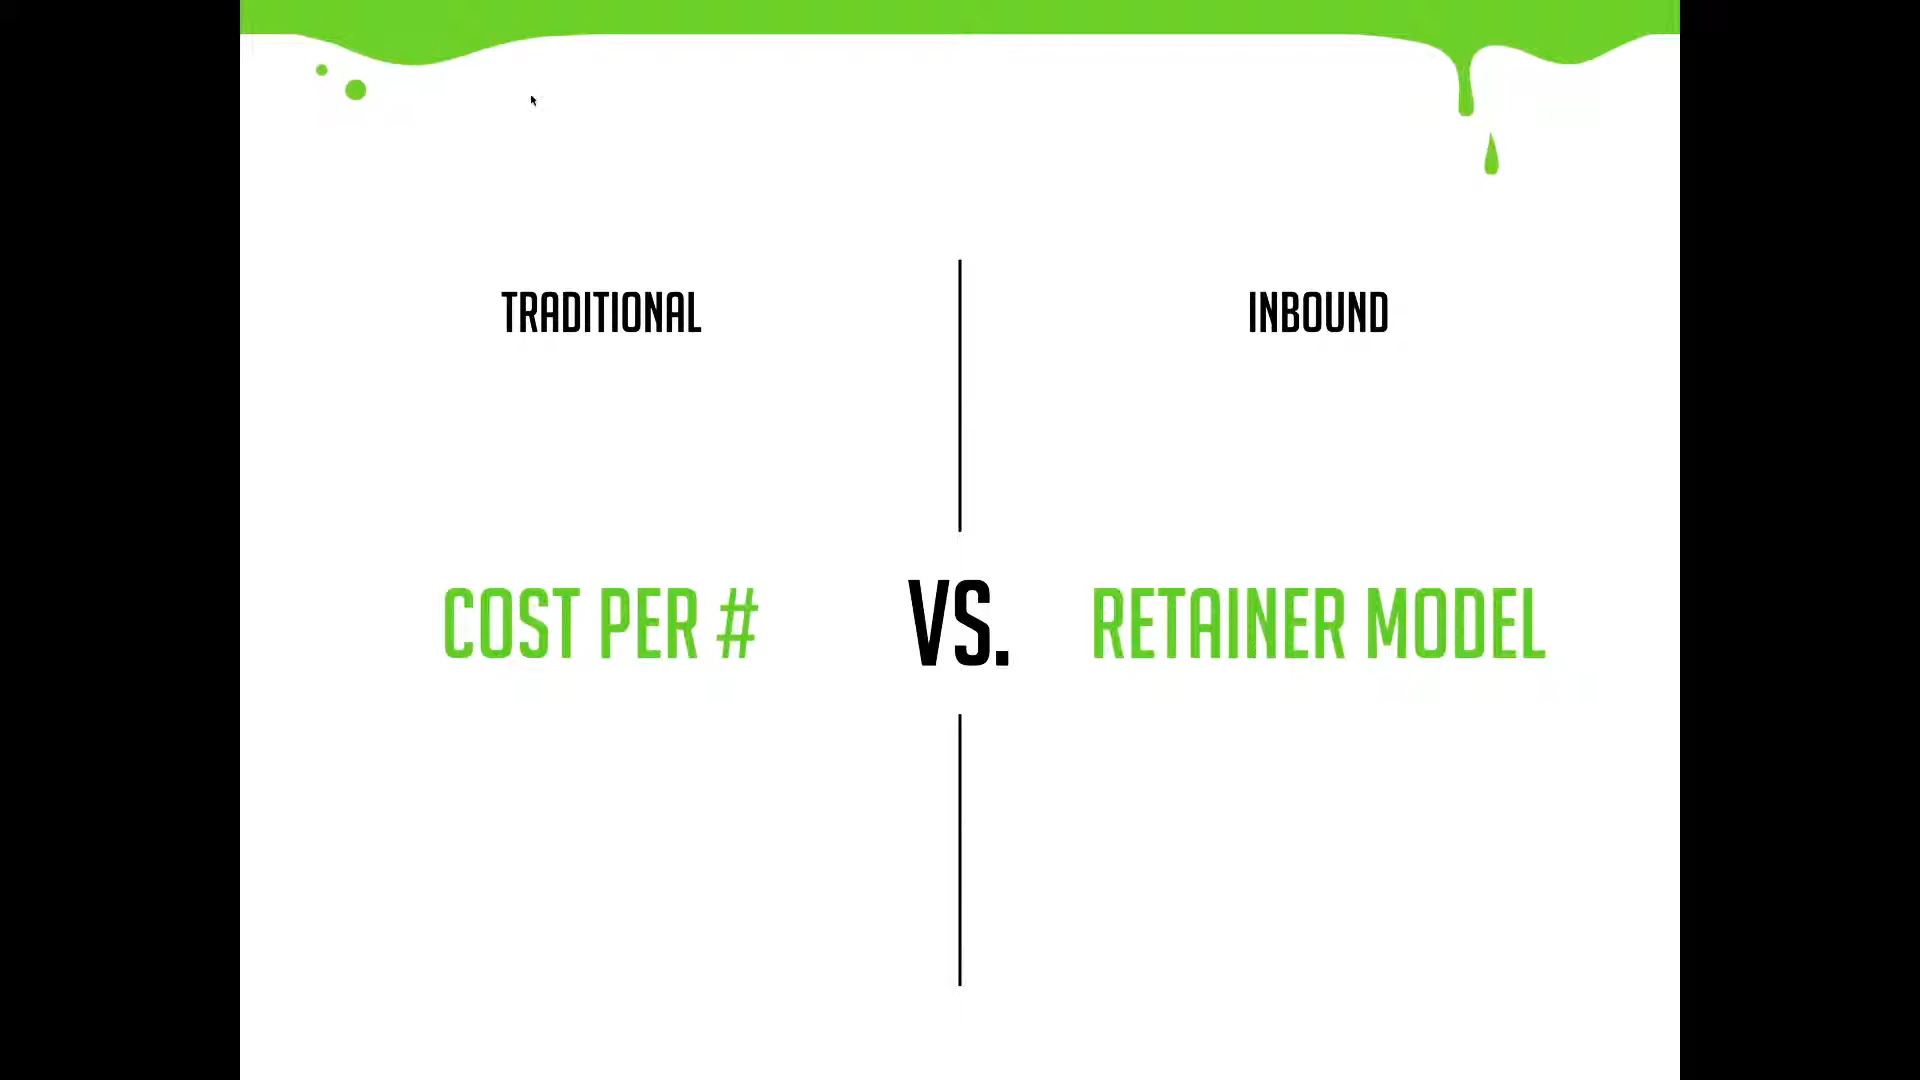 TRADITIONAL
INBOUND
COST PER #
VS.
RETAINER MODEL